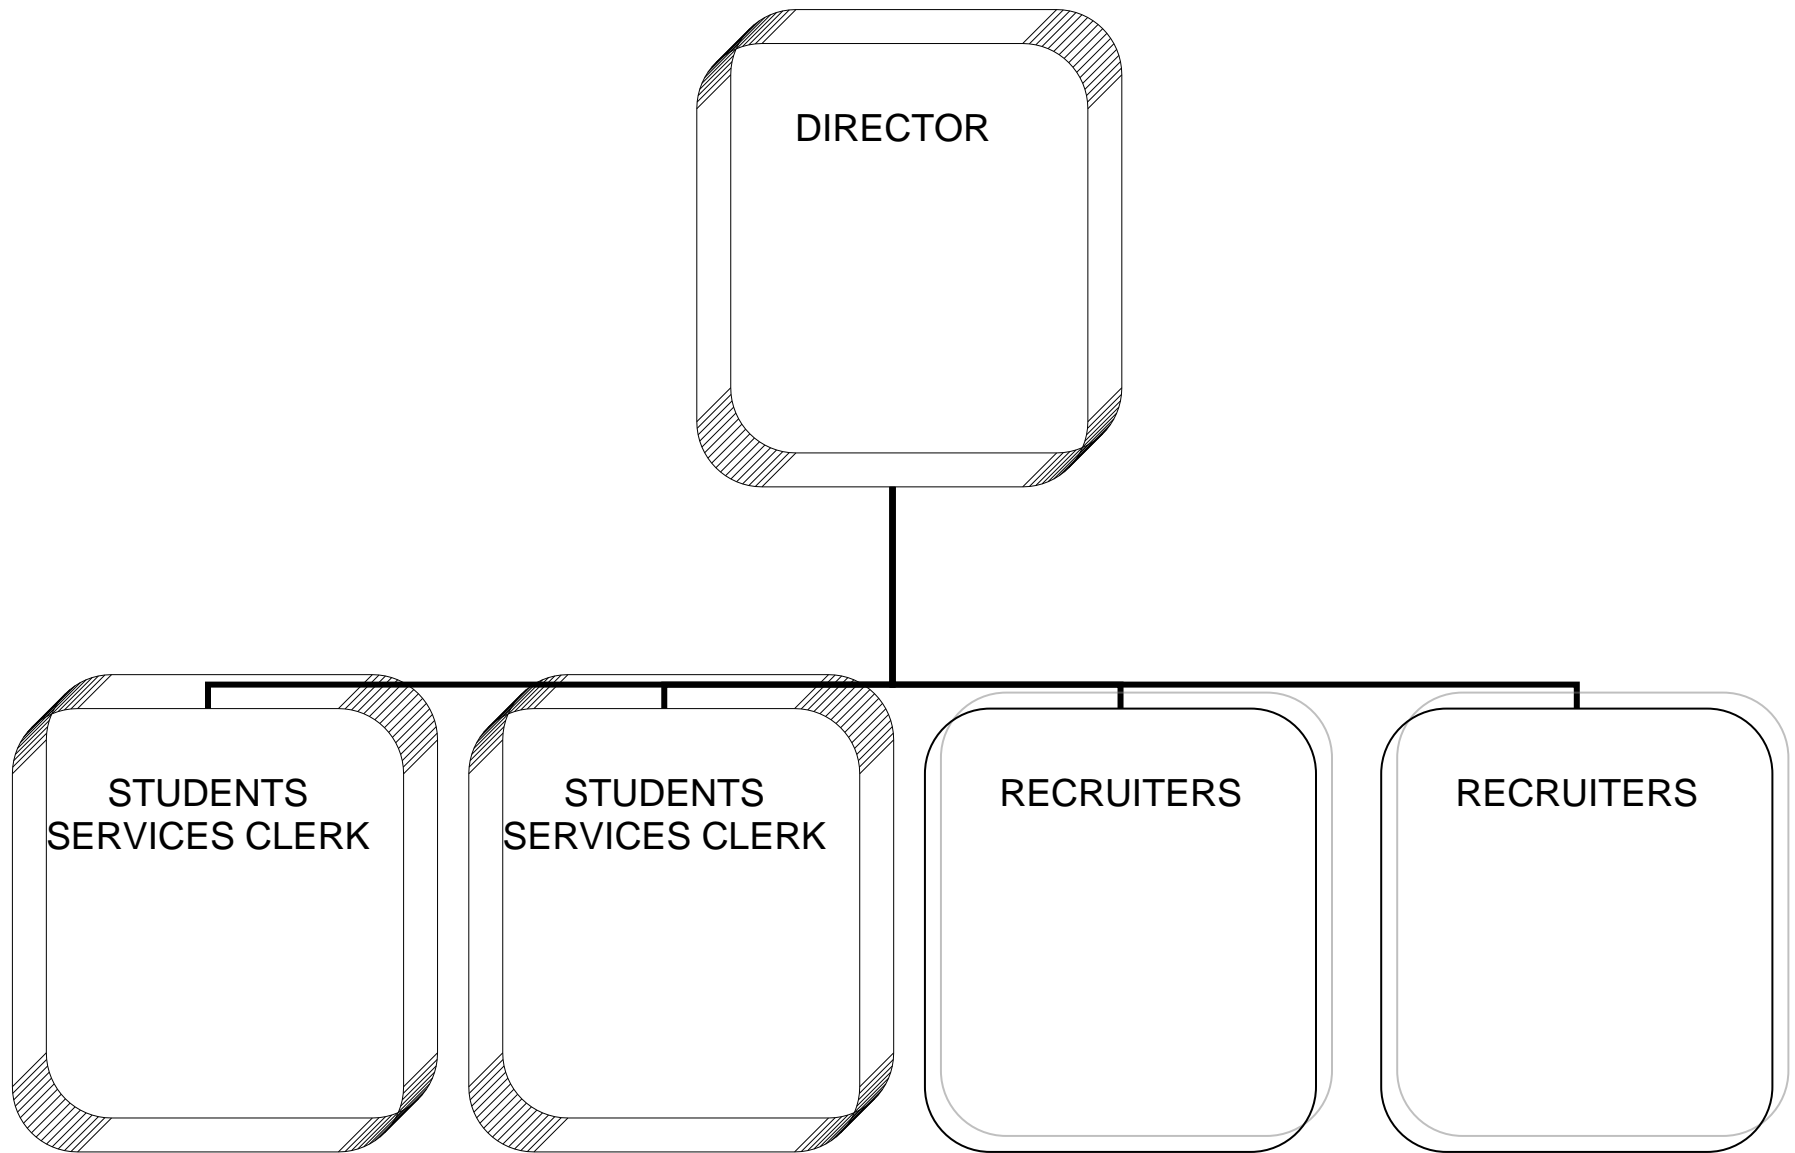 DIRECTOR
STUDENTS
SERVICES CLERK
STUDENTS
SERVICES CLERK
RECRUITERS
RECRUITERS